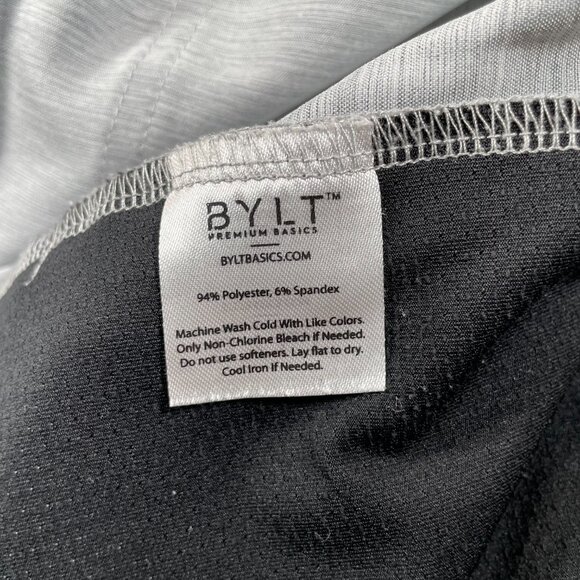 BYLT™
PREMIUM BASICS
BYLTBASICS.COM
94% Polyester, 6% Spandex
Machine Wash Cold With Like Colors.
Only Non-Chlorine Bleach if Needed.
Do not use softeners. Lay flat to dry.
Cool Iron If Needed.